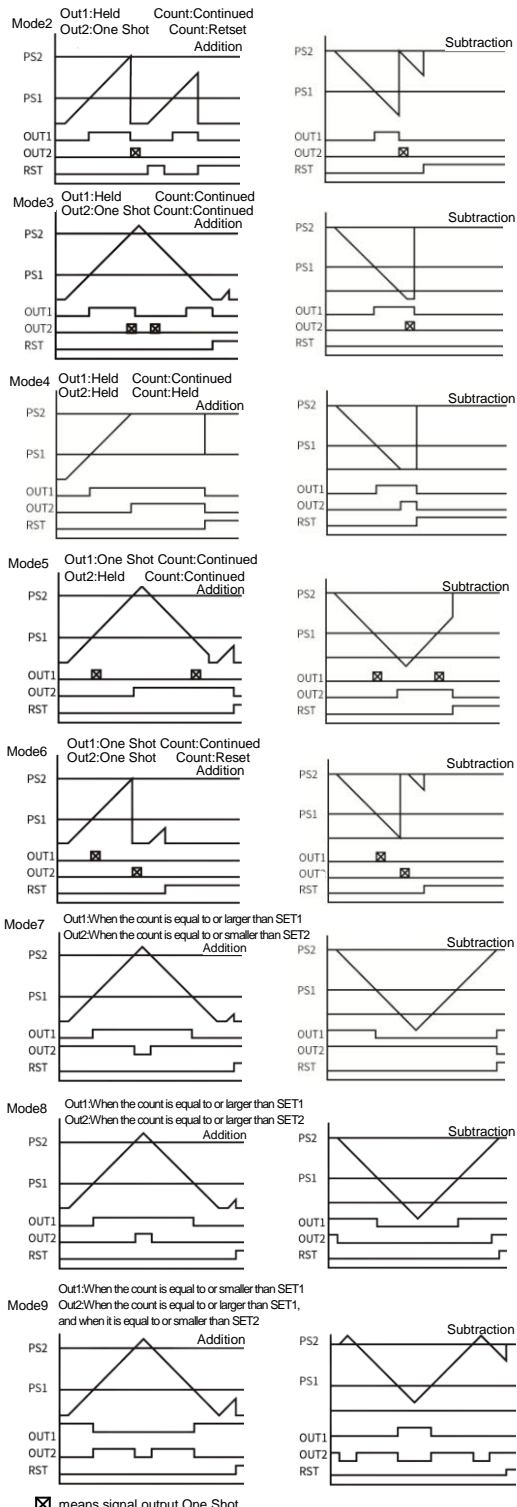 Mode2 Out1:Held Count:Continued
Out2:One Shot Count:Retset
Addition Subtraction
PS2 PS2
PS1 PS1
OUT1 OUT1
OUT2 OUT2
RST RST
Mode3 Out1:Held Count:Continued
Out2:One Shot Count:Continued
Addition Subtraction
PS2 PS2
PS1 PS1
OUT1 OUT1
OUT2 OUT2
RST RST
Mode4 Out1:Held Count:Continued
Out2:Held Count:Held
Addition Subtraction
PS2 PS2
PS1 PS1
OUT1 OUT1
OUT2 OUT2
RST RST
Mode5 Out1:One Shot Count:Continued
Out2:Held Count:Continued
Addition Subtraction
PS2 PS2
PS1 PS1
OUT1 OUT1
OUT2 OUT2
RST RST
Mode6 Out1:One Shot Count:Continued
Out2:One Shot Count:Reset
Addition Subtraction
PS2 PS2
PS1 PS1
OUT1 OUT1
OUT2 OUT
RST RST
Mode7 Out1:When the count is equal to or larger than SET1
Out2:When the count is equal to or smaller than SET2
Addition Subtraction
PS2 PS2
PS1 PS1
OUT1 OUT1
OUT2 OUT2
RST RST
Mode8 Out1:When the count is equal to or larger than SET1
Out2:When the count is equal to or larger than SET2
Addition Subtraction
PS2 PS2
PS1 PS1
OUT1 OUT1
OUT2 OUT2
RST RST
Out1:When the count is equal to or smaller than SET1
Mode9 Out2:When the count is equal to or larger than SET1,
and when it is equal to or smaller than SET2
Addition Subtraction
PS2 PS2
PS1 PS1
OUT1 OUT1
OUT2 OUT2
RST RST
means signal output One Shot